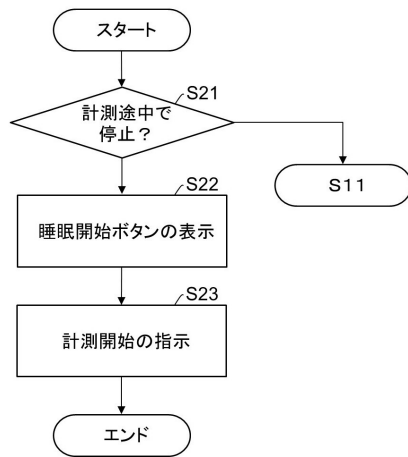 スタート
S21
計測途中で
停止？
S11
S22
睡眠開始ボタンの表示
S23
計測開始の指示
エンド